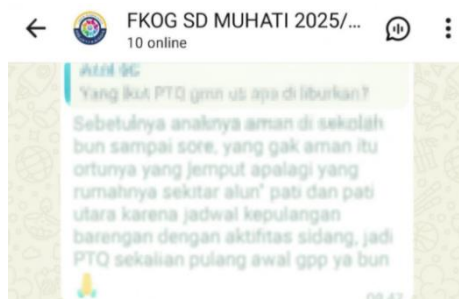 FKOG SD MUHATI 2025/...
10 online
Yang ikut PTQ gmn us apa di liburkan?
Sebetulnya anaknya aman di sekolah
bun sampai sore, yang gak aman itu
ortunya yang jemput apalagi yang
rumahnya sekitar alun" pati dan pati
utara karena jadwal kepulangan
barengan dengan aktifitas sidang, jadi
PTQ sekalian pulang awal gpp ya bun
🙏